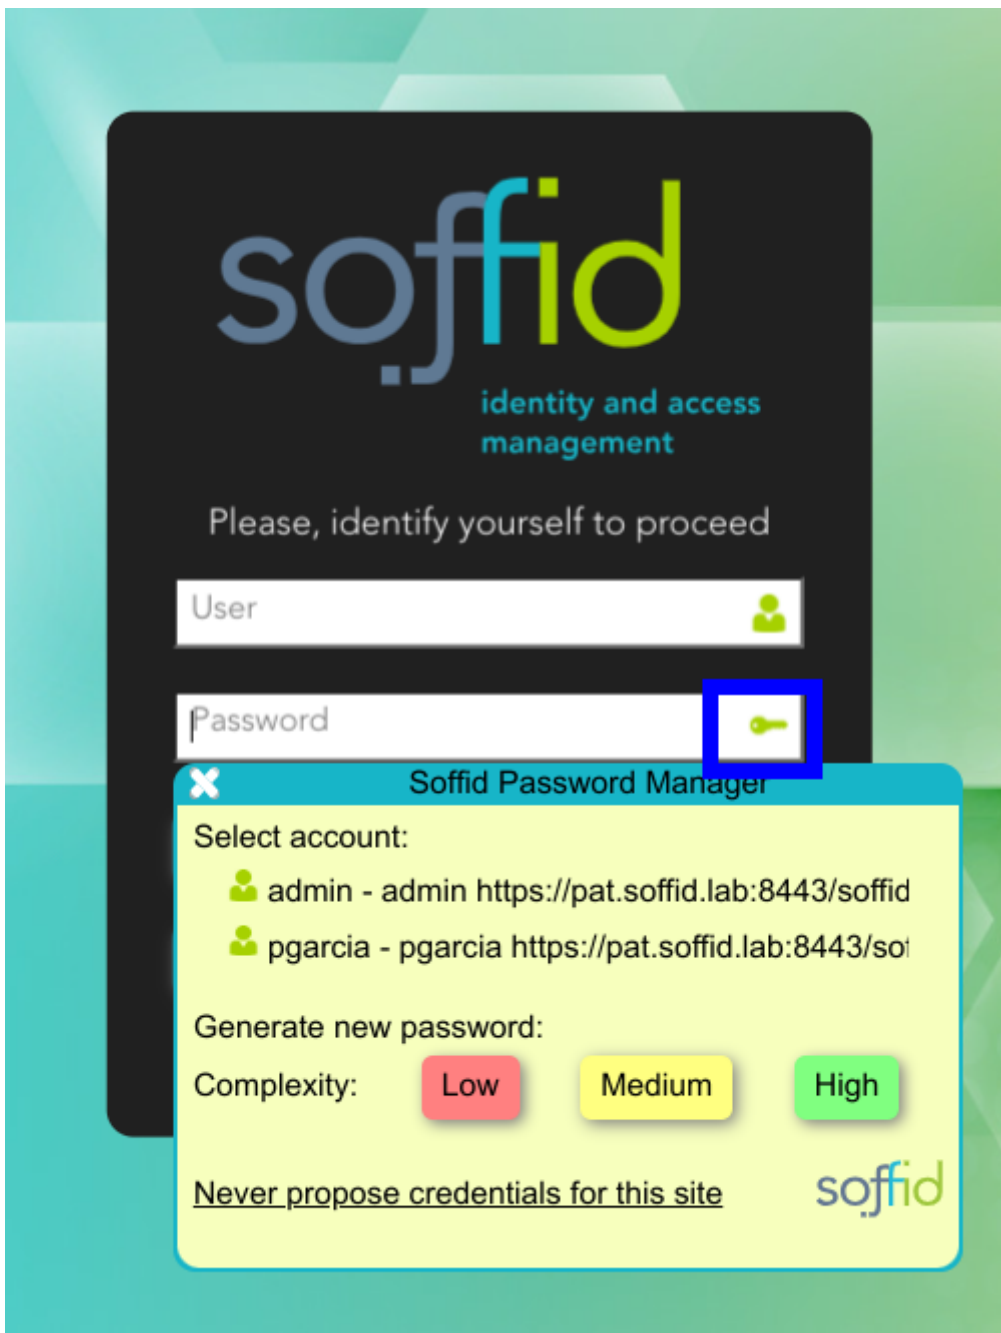 soffid
identity and access
management
Please, identify yourself to proceed
User
Password
Soffid Password Manager
Select account:
admin - admin https://pat.soffid.lab:8443/soffid
pgarcia - pgarcia https://pat.soffid.lab:8443/sof
Generate new password:
Complexity: Low Medium High
Never propose credentials for this site soffid